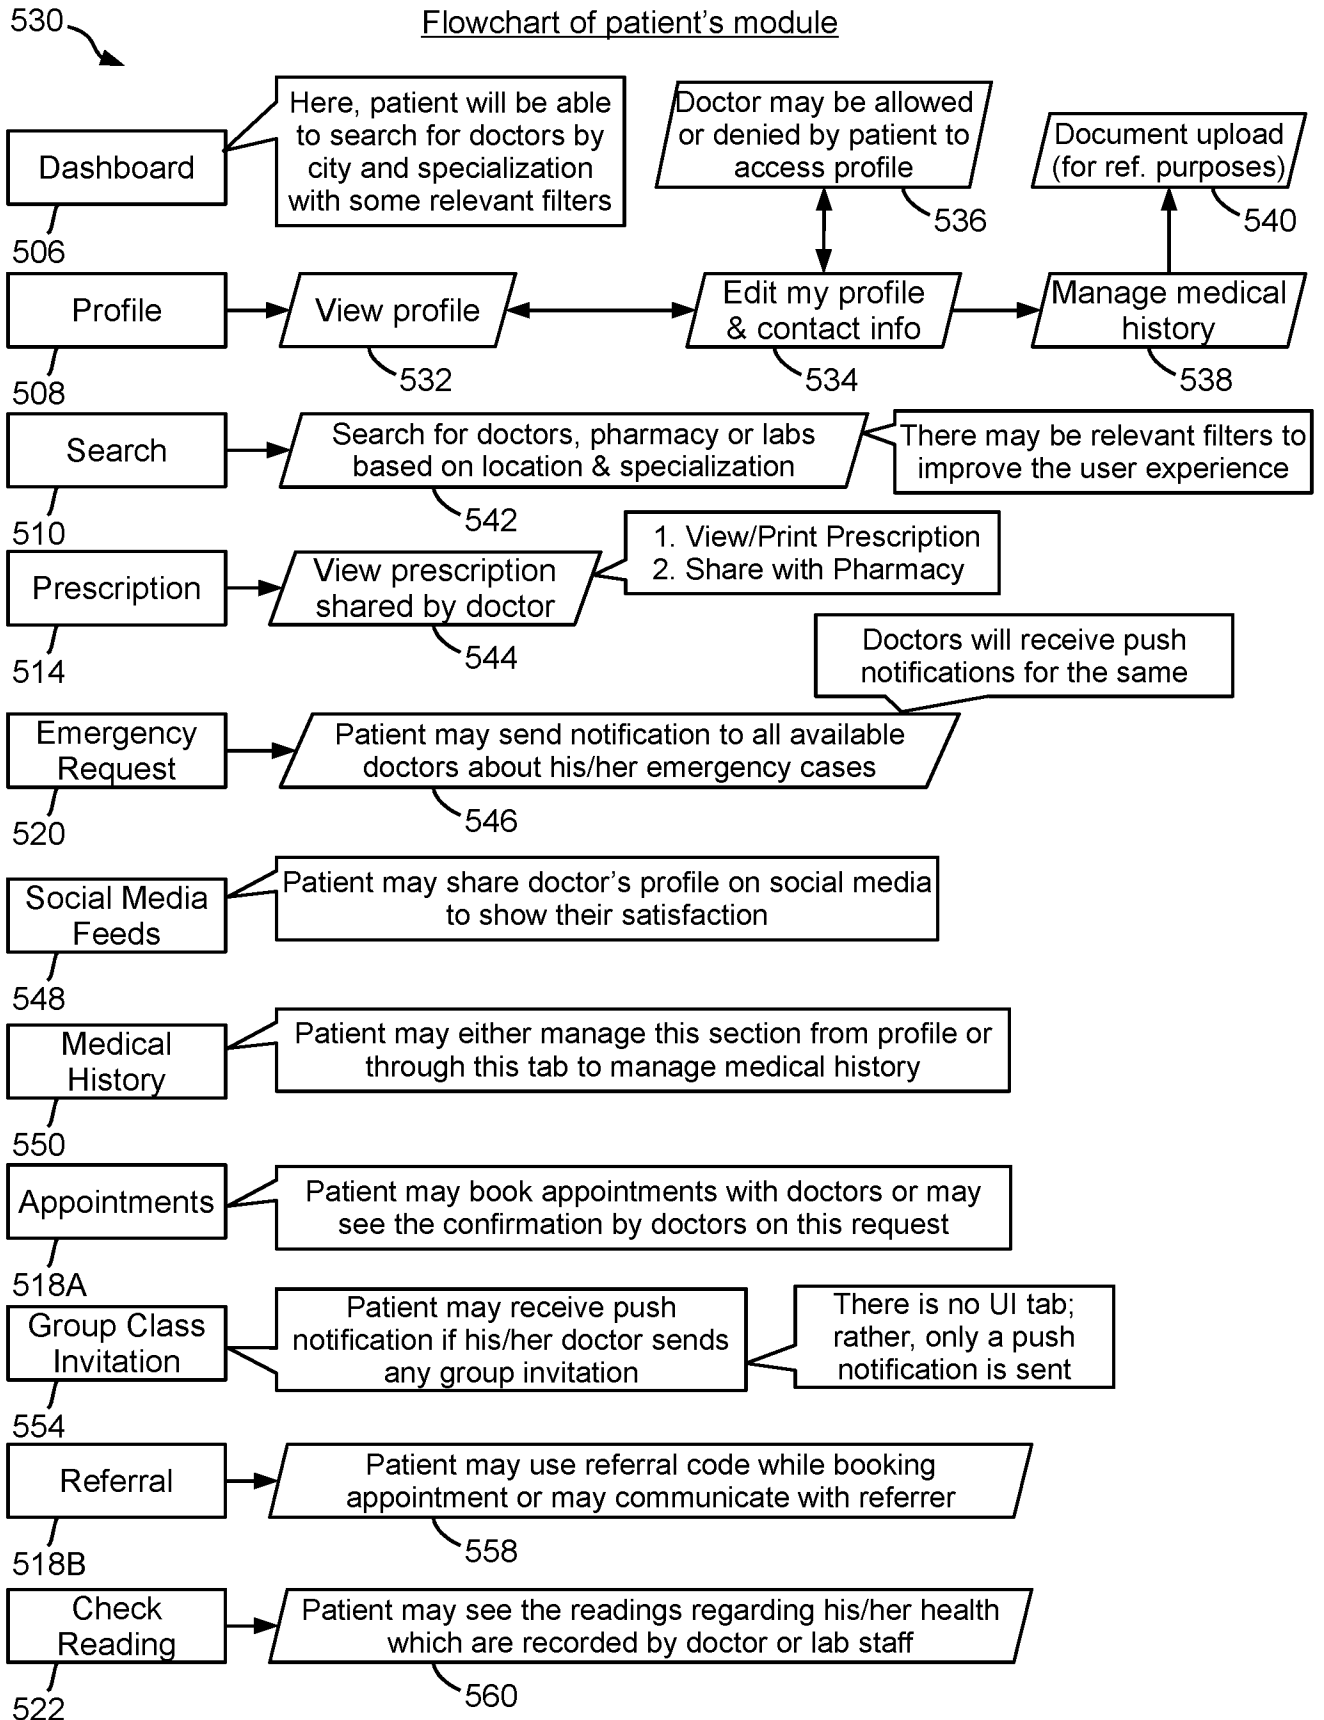 530
Flowchart of patient's module
Dashboard
506
Here, patient will be able
to search for doctors by
city and specialization
with some relevant filters
Doctor may be allowed
or denied by patient to
access profile
536
Document upload
(for ref. purposes)
540
Profile
508
View profile
532
Edit my profile
& contact info
534
Manage medical
history
538
Search
510
Search for doctors, pharmacy or labs
based on location & specialization
542
There may be relevant filters to
improve the user experience
Prescription
514
View prescription
shared by doctor
544
1. View/Print Prescription
2. Share with Pharmacy
Doctors will receive push
notifications for the same
Emergency
Request
520
Patient may send notification to all available
doctors about his/her emergency cases
546
Social Media
Feeds
548
Patient may share doctor's profile on social media
to show their satisfaction
Medical
History
550
Patient may either manage this section from profile or
through this tab to manage medical history
Appointments
518A
Patient may book appointments with doctors or may
see the confirmation by doctors on this request
Group Class
Invitation
554
Patient may receive push
notification if his/her doctor sends
any group invitation
There is no UI tab;
rather, only a push
notification is sent
Referral
518B
Patient may use referral code while booking
appointment or may communicate with referrer
558
Check
Reading
522
Patient may see the readings regarding his/her health
which are recorded by doctor or lab staff
560